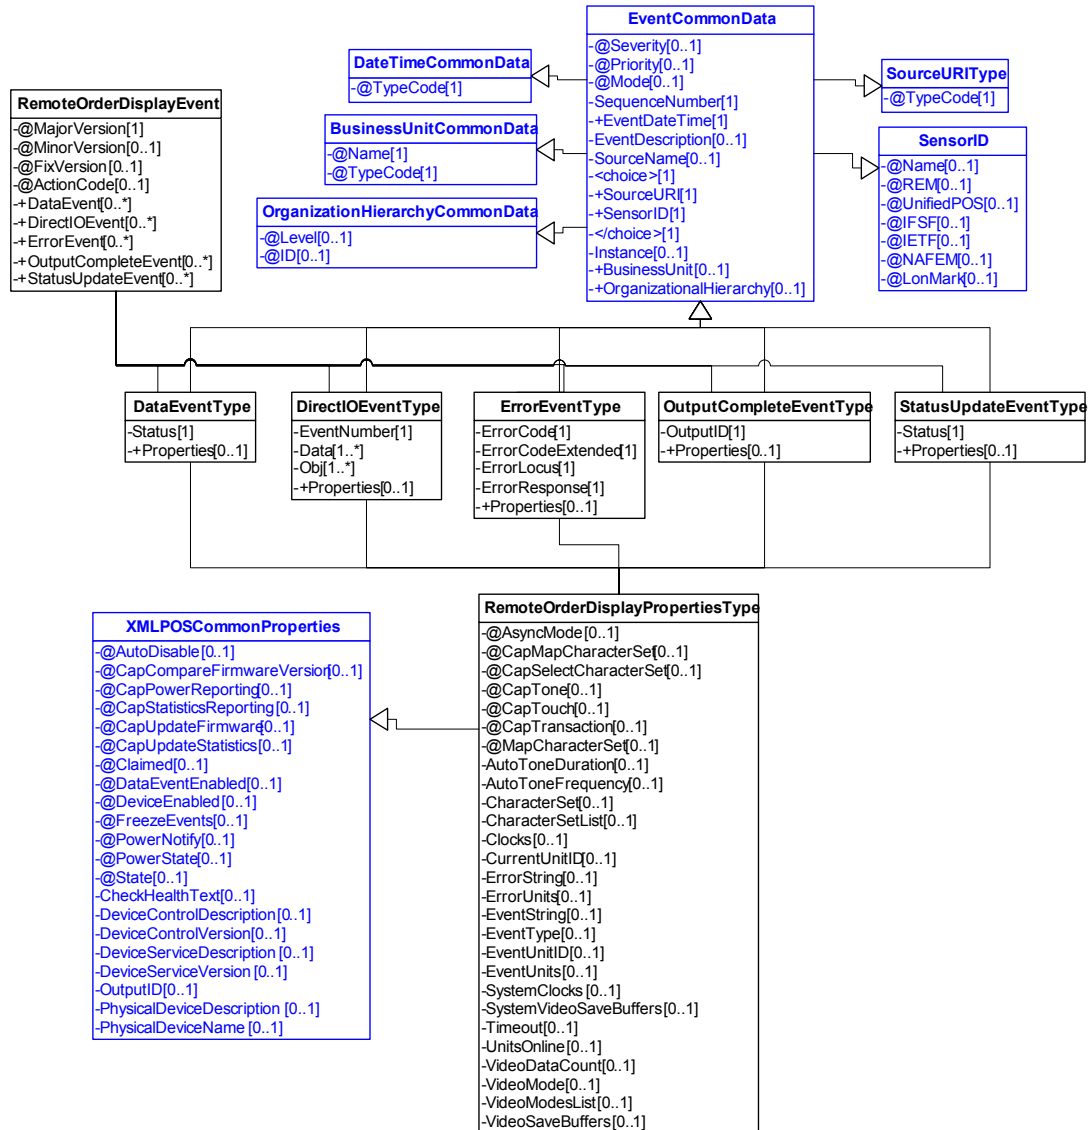 EventCommonData
-@Severity[0..1]
-@Priority[0..1]
-@Mode[0..1]
-SequenceNumber[1]
-+EventDateTime[1]
-EventDescription[0..1]
-SourceName[0..1]
-<choice>[1]
-+SourceURI[1]
-+SensorID[1]
-</choice>[1]
-Instance[0..1]
-+BusinessUnit[0..1]
-+OrganizationalHierarchy[0..1]
DateTimeCommonData
-@TypeCode[1]
BusinessUnitCommonData
-@Name[1]
-@TypeCode[1]
OrganizationHierarchyCommonData
-@Level[0..1]
-@ID[0..1]
SourceURIType
-@TypeCode[1]
SensorID
-@Name[0..1]
-@REM[0..1]
-@UnifiedPOS[0..1]
-@IFSF[0..1]
-@IETF[0..1]
-@NAFEM[0..1]
-@LonMark[0..1]
RemoteOrderDisplayEvent
-@MajorVersion[1]
-@MinorVersion[0..1]
-@FixVersion[0..1]
-@ActionCode[0..1]
-+DataEvent[0..*]
-+DirectIOEvent[0..*]
-+ErrorEvent[0..*]
-+OutputCompleteEvent[0..*]
-+StatusUpdateEvent[0..*]
DataEventType
-Status[1]
-+Properties[0..1]
DirectIOEventType
-EventNumber[1]
-Data[1..*]
-Obj[1..*]
-+Properties[0..1]
ErrorEventType
-ErrorCode[1]
-ErrorCodeExtended[1]
-ErrorLocus[1]
-ErrorResponse[1]
-+Properties[0..1]
OutputCompleteEventType
-OutputID[1]
-+Properties[0..1]
StatusUpdateEventType
-Status[1]
-+Properties[0..1]
XMLPOSCommonProperties
-@AutoDisable[0..1]
-@CapCompareFirmwareVersion[0..1]
-@CapPowerReporting[0..1]
-@CapStatisticsReporting[0..1]
-@CapUpdateFirmware[0..1]
-@CapUpdateStatistics[0..1]
-@Claimed[0..1]
-@DataEventEnabled[0..1]
-@DeviceEnabled[0..1]
-@FreezeEvents[0..1]
-@PowerNotify[0..1]
-@PowerState[0..1]
-@State[0..1]
-CheckHealthText[0..1]
-DeviceControlDescription[0..1]
-DeviceControlVersion[0..1]
-DeviceServiceDescription[0..1]
-DeviceServiceVersion [0..1]
-OutputID[0..1]
-PhysicalDeviceDescription [0..1]
-PhysicalDeviceName [0..1]
RemoteOrderDisplayPropertiesType
-@AsyncMode[0..1]
-@CapMapCharacterSet[0..1]
-@CapSelectCharacterSet[0..1]
-@CapTone[0..1]
-@CapTouch[0..1]
-@CapTransaction[0..1]
-@MapCharacterSet[0..1]
-AutoToneDuration[0..1]
-AutoToneFrequency[0..1]
-CharacterSet[0..1]
-CharacterSetList[0..1]
-Clocks[0..1]
-CurrentUnitID[0..1]
-ErrorString[0..1]
-ErrorUnits[0..1]
-EventString[0..1]
-EventType[0..1]
-EventUnitID[0..1]
-EventUnits[0..1]
-SystemClocks[0..1]
-SystemVideoSaveBuffers[0..1]
-Timeout[0..1]
-UnitsOnline[0..1]
-VideoDataCount[0..1]
-VideoMode[0..1]
-VideoModesList[0..1]
-VideoSaveBuffers[0..1]